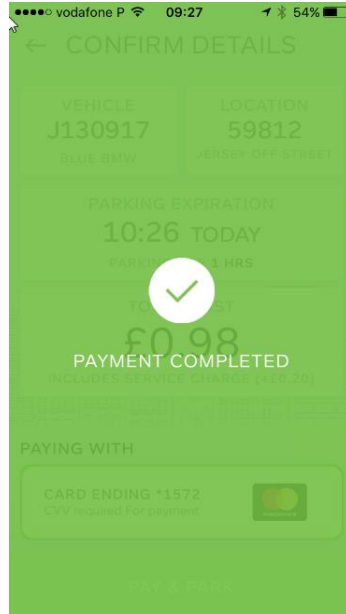 vodafone P 09:27 54%
← CONFIRM DETAILS
VEHICLE
J130917
BLUE BMW
LOCATION
59812
JERSEY OFF-STREET
PARKING EXPIRATION
10:26 TODAY
PARKING 1 HRS
£0.98
PAYMENT COMPLETED
INCLUDES SERVICE CHARGE (+£0.20)
PAYING WITH
CARD ENDING *1572
CVV required For payment
PAY & PARK